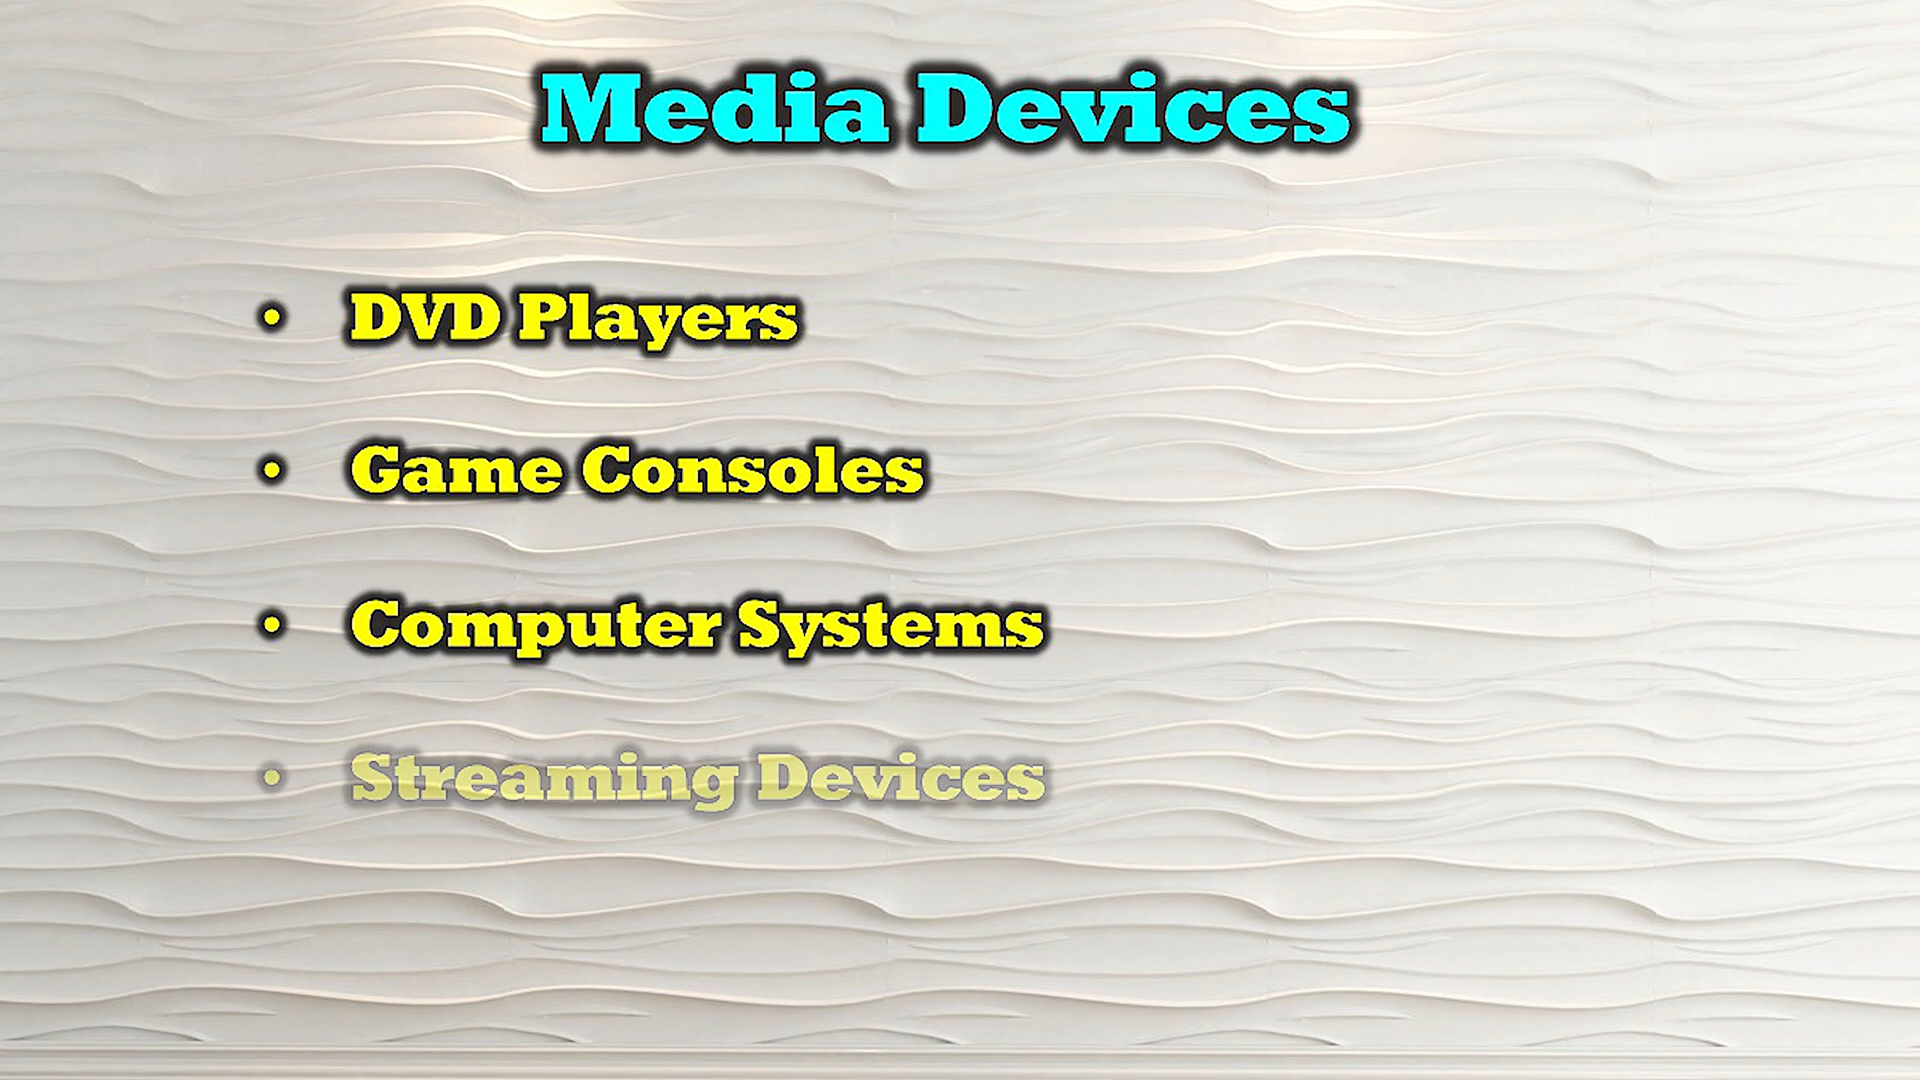 Media Devices
• DVD Players
• Game Consoles
• Computer Systems
• Streaming Devices